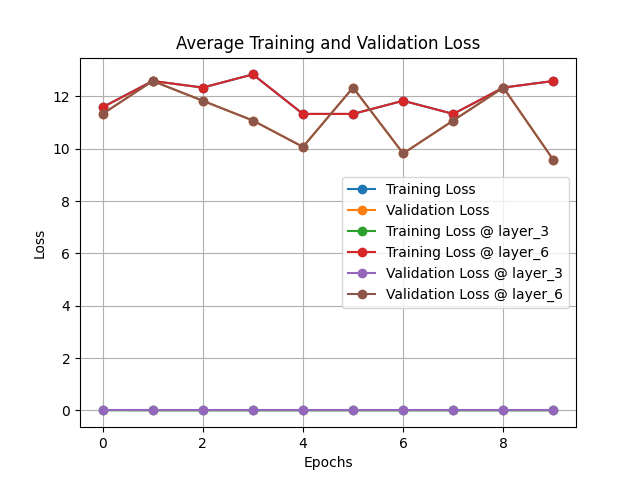 Average Training and Validation Loss
Loss
12
10
8
6
4
2
0
Training Loss
Validation Loss
Training Loss @ layer_3
Training Loss @ layer_6
Validation Loss @ layer_3
Validation Loss @ layer_6
0 2 4 6 8
Epochs